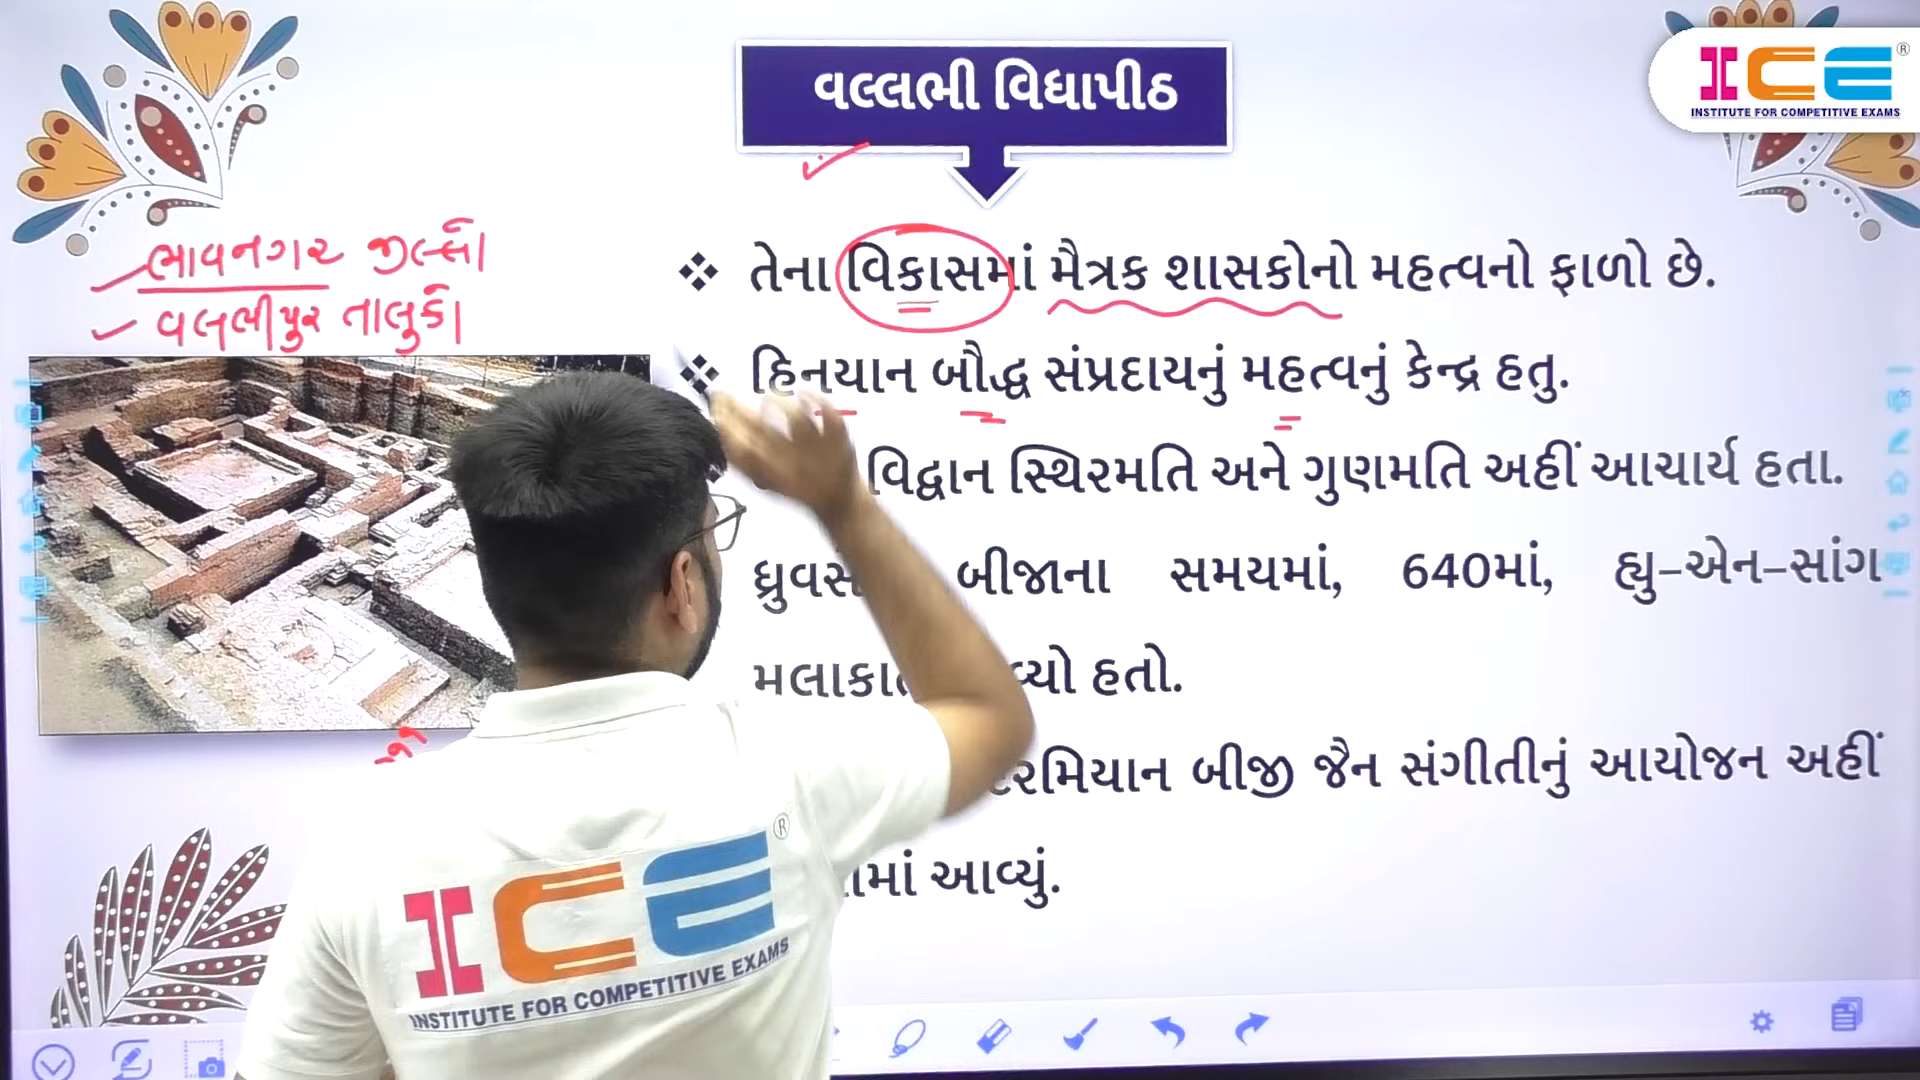 વલ્લભી વિદ્યાપીઠ
ICE
INSTITUTE FOR COMPETITIVE EXAMS
ભાવનગર જીલ્લો
વલભીપુર તાલુકો
તેના વિકાસમાં મૈત્રક શાસકોનો મહત્વનો ફાળો છે.
હિનયાન બૌદ્ધ સંપ્રદાયનું મહત્વનું કેન્દ્ર હતુ.
વિદ્વાન સ્થિરમતિ અને ગુણમતિ અહીં આચાર્ય હતા.
બીજાના સમયમાં, 640માં, હ્યુ-એન-સાંગ
હતો.
બીજી જૈન સંગીતીનું આયોજન અહીં
આવ્યું.
ICE
INSTITUTE FOR COMPETITIVE EXAMS